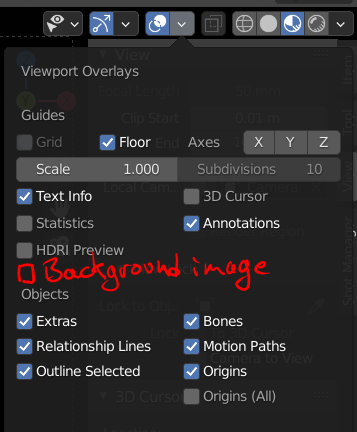 Viewport Overlays
Guides
Grid Floor Axes X Y Z
Scale 1.000 Subdivisions 10
Text Info 3D Cursor
Statistics Annotations
HDRI Preview
Background image
Objects
Extras Bones
Relationship Lines Motion Paths
Outline Selected Origins
Origins (All)